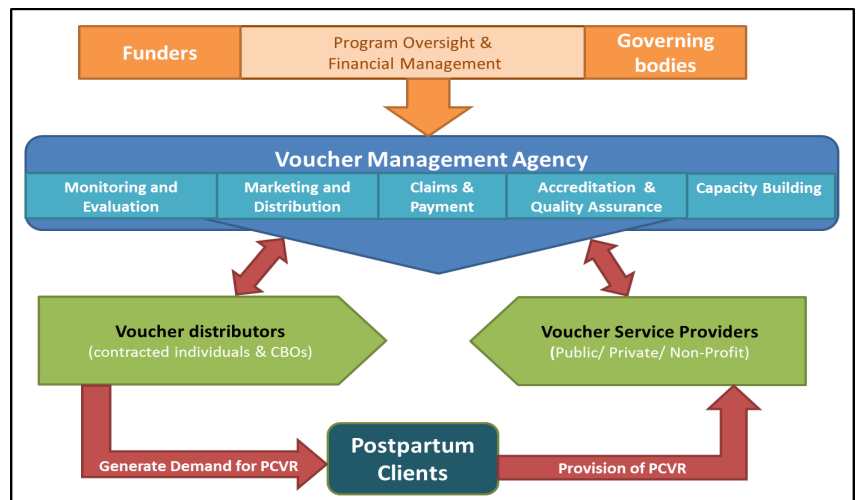 Funders
Program Oversight &
Financial Management
Governing
bodies
Voucher Management Agency
Monitoring and
Evaluation
Marketing and
Distribution
Claims &
Payment
Accreditation &
Quality Assurance
Capacity Building
Voucher distributors
(contracted individuals & CBOs)
Voucher Service Providers
(Public/ Private/ Non-Profit)
Generate Demand for PCVR
Postpartum
Clients
Provision of PCVR